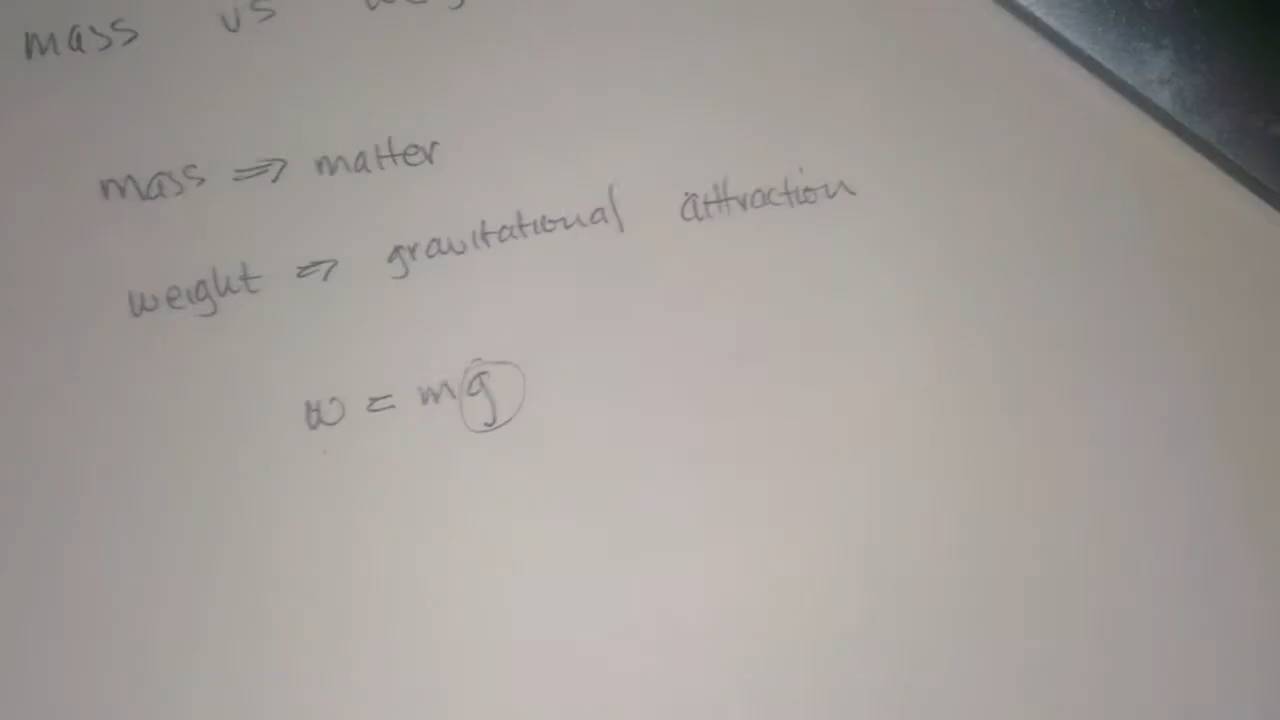 mass vs
mass ⇒ matter
weight ⇒ gravitational attraction
w = mg